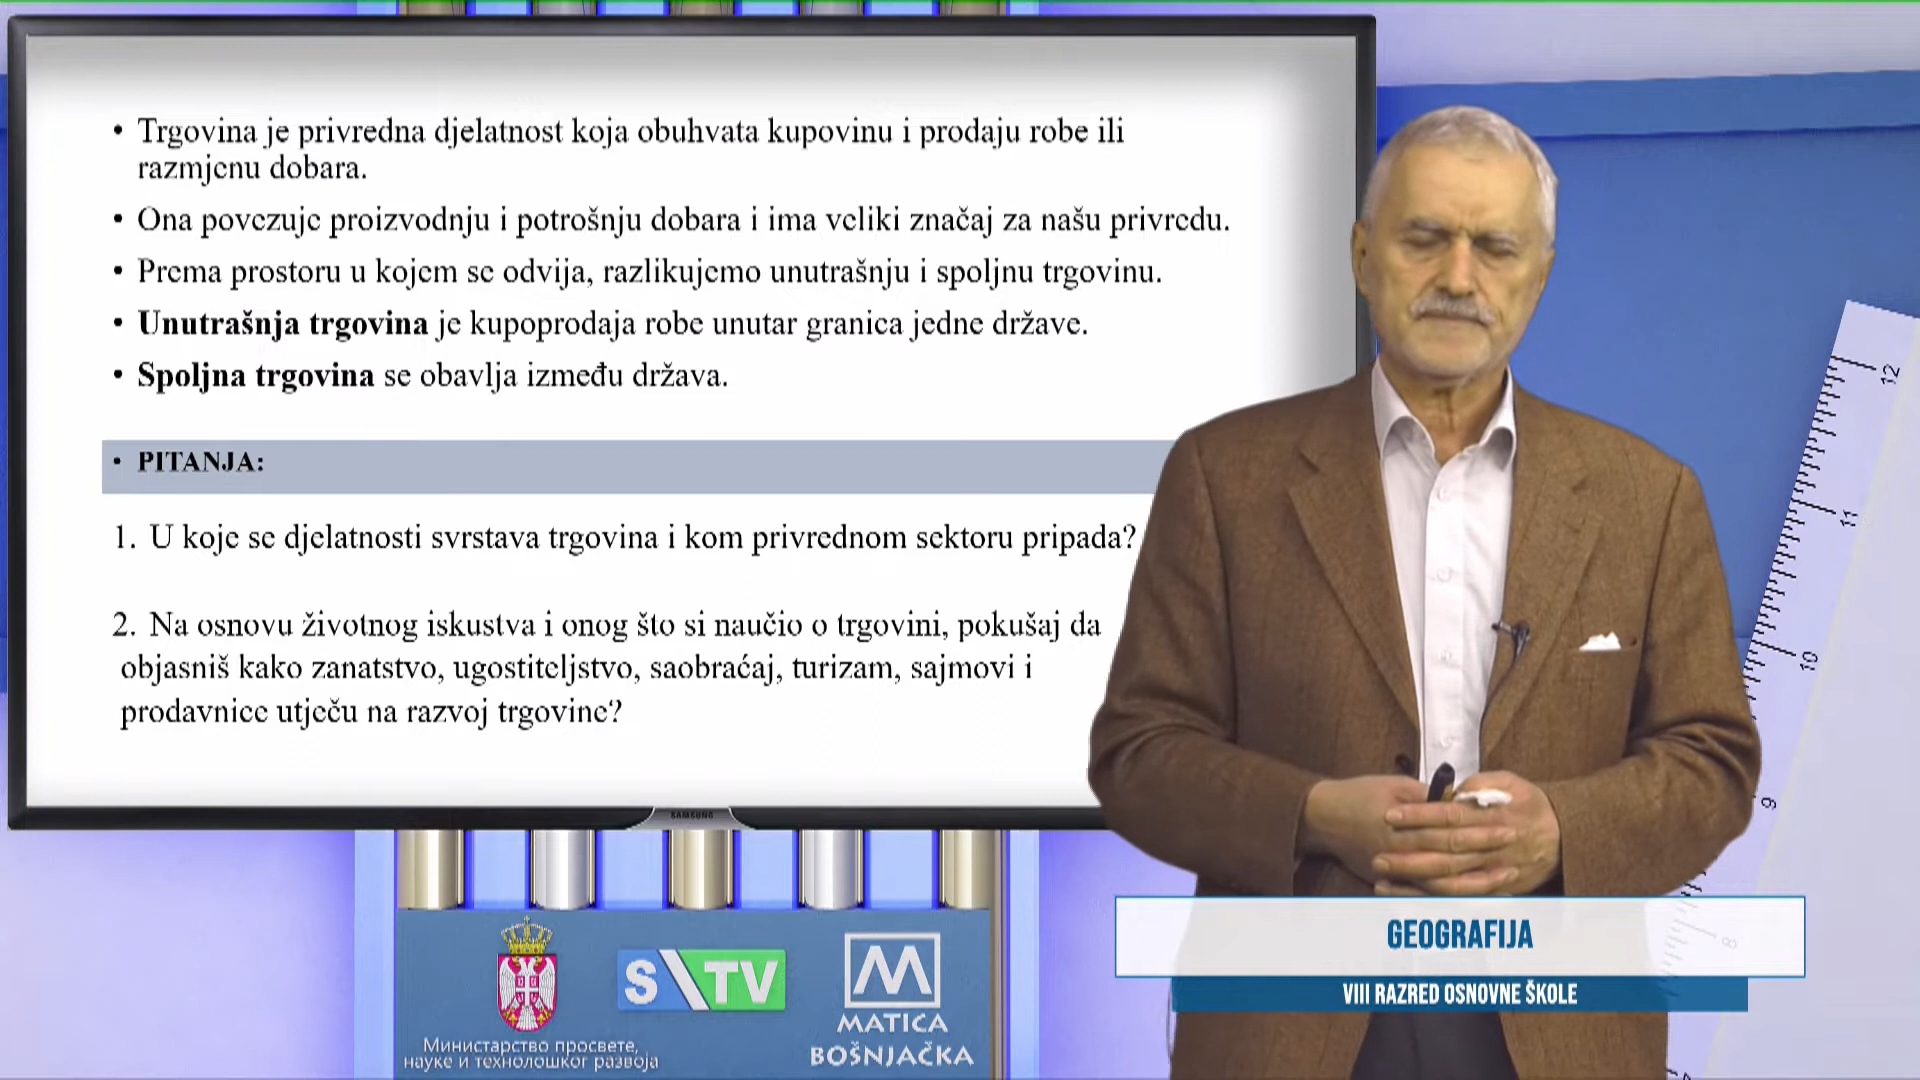 • Trgovina je privredna djelatnost koja obuhvata kupovinu i prodaju robe ili
razmjenu dobara.
• Ona povezuje proizvodnju i potrošnju dobara i ima veliki značaj za našu privredu.
• Prema prostoru u kojem se odvija, razlikujemo unutrašnju i spoljnu trgovinu.
• Unutrašnja trgovina je kupoprodaja robe unutar granica jedne države.
• Spoljna trgovina se obavlja između država.
• PITANJA:
1. U koje se djelatnosti svrstava trgovina i kom privrednom sektoru pripada?
2. Na osnovu životnog iskustva i onog što si naučio o trgovini, pokušaj da
objasniš kako zanatstvo, ugostiteljstvo, saobraćaj, turizam, sajmovi i
prodavnice utječu na razvoj trgovine?
SAMSUNG
12
11
10
9
8
7
GEOGRAFIJA
VIII RAZRED OSNOVNE ŠKOLE
Министарство просвете,
науке и технолошког развоја
S TV
M
MATICA
BOŠNJAČKA